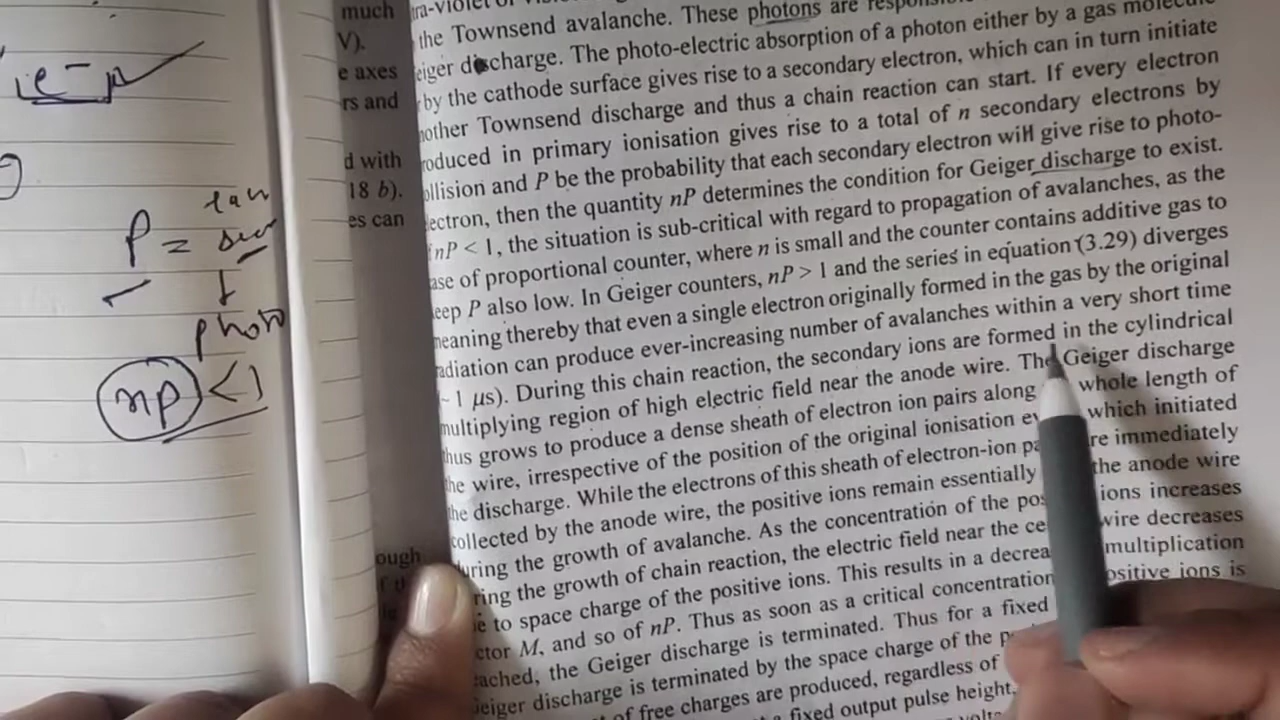 e⁻
P =
photo
np < 1
much
V).
e axes
rs and
d with
18 b).
es can
ough
the Townsend avalanche. These photons are
eiger discharge. The photo-electric absorption of a photon either by a gas
by the cathode surface gives rise to a secondary electron, which can in turn initiate
nother Townsend discharge and thus a chain reaction can start. If every electron
roduced in primary ionisation gives rise to a total of n secondary electrons by
ollision and P be the probability that each secondary electron will give rise to photo-
ectron, then the quantity nP determines the condition for Geiger discharge to exist.
nP < 1, the situation is sub-critical with regard to propagation of avalanches, as the
ase of proportional counter, where n is small and the counter contains additive gas to
eep P also low. In Geiger counters, nP > 1 and the series in equation (3.29) diverges
meaning thereby that even a single electron originally formed in the gas by the original
adiation can produce ever-increasing number of avalanches within a very short time
~ 1 μs). During this chain reaction, the secondary ions are formed in the cylindrical
multiplying region of high electric field near the anode wire. The Geiger discharge
thus grows to produce a dense sheath of electron ion pairs along whole length of
the wire, irrespective of the position of the original ionisation which initiated
the discharge. While the electrons of this sheath of electron-ion re immediately
collected by the anode wire, the positive ions remain essentially the anode wire
uring the growth of avalanche. As the concentration of the ions increases
ring the growth of chain reaction, the electric field near the wire decreases
e to space charge of the positive ions. This results in a multiplication
ctor M, and so of nP. Thus as soon as a critical concentration ositive ions is
ached, the Geiger discharge is terminated. Thus for a fixed
eiger discharge is terminated by the space charge of the
of free charges are produced, regardless of
a fixed output pulse height,